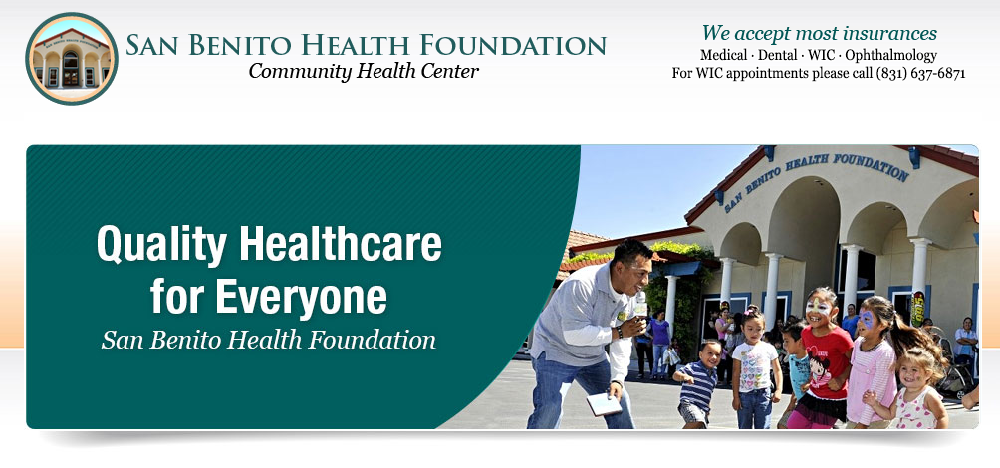 SAN BENITO HEALTH FOUNDATION
Community Health Center
We accept most insurances
Medical · Dental · WIC · Ophthalmology
For WIC appointments please call (831) 637-6871
SAN BENITO HEALTH FOUNDATION
Quality Healthcare
for Everyone
San Benito Health Foundation